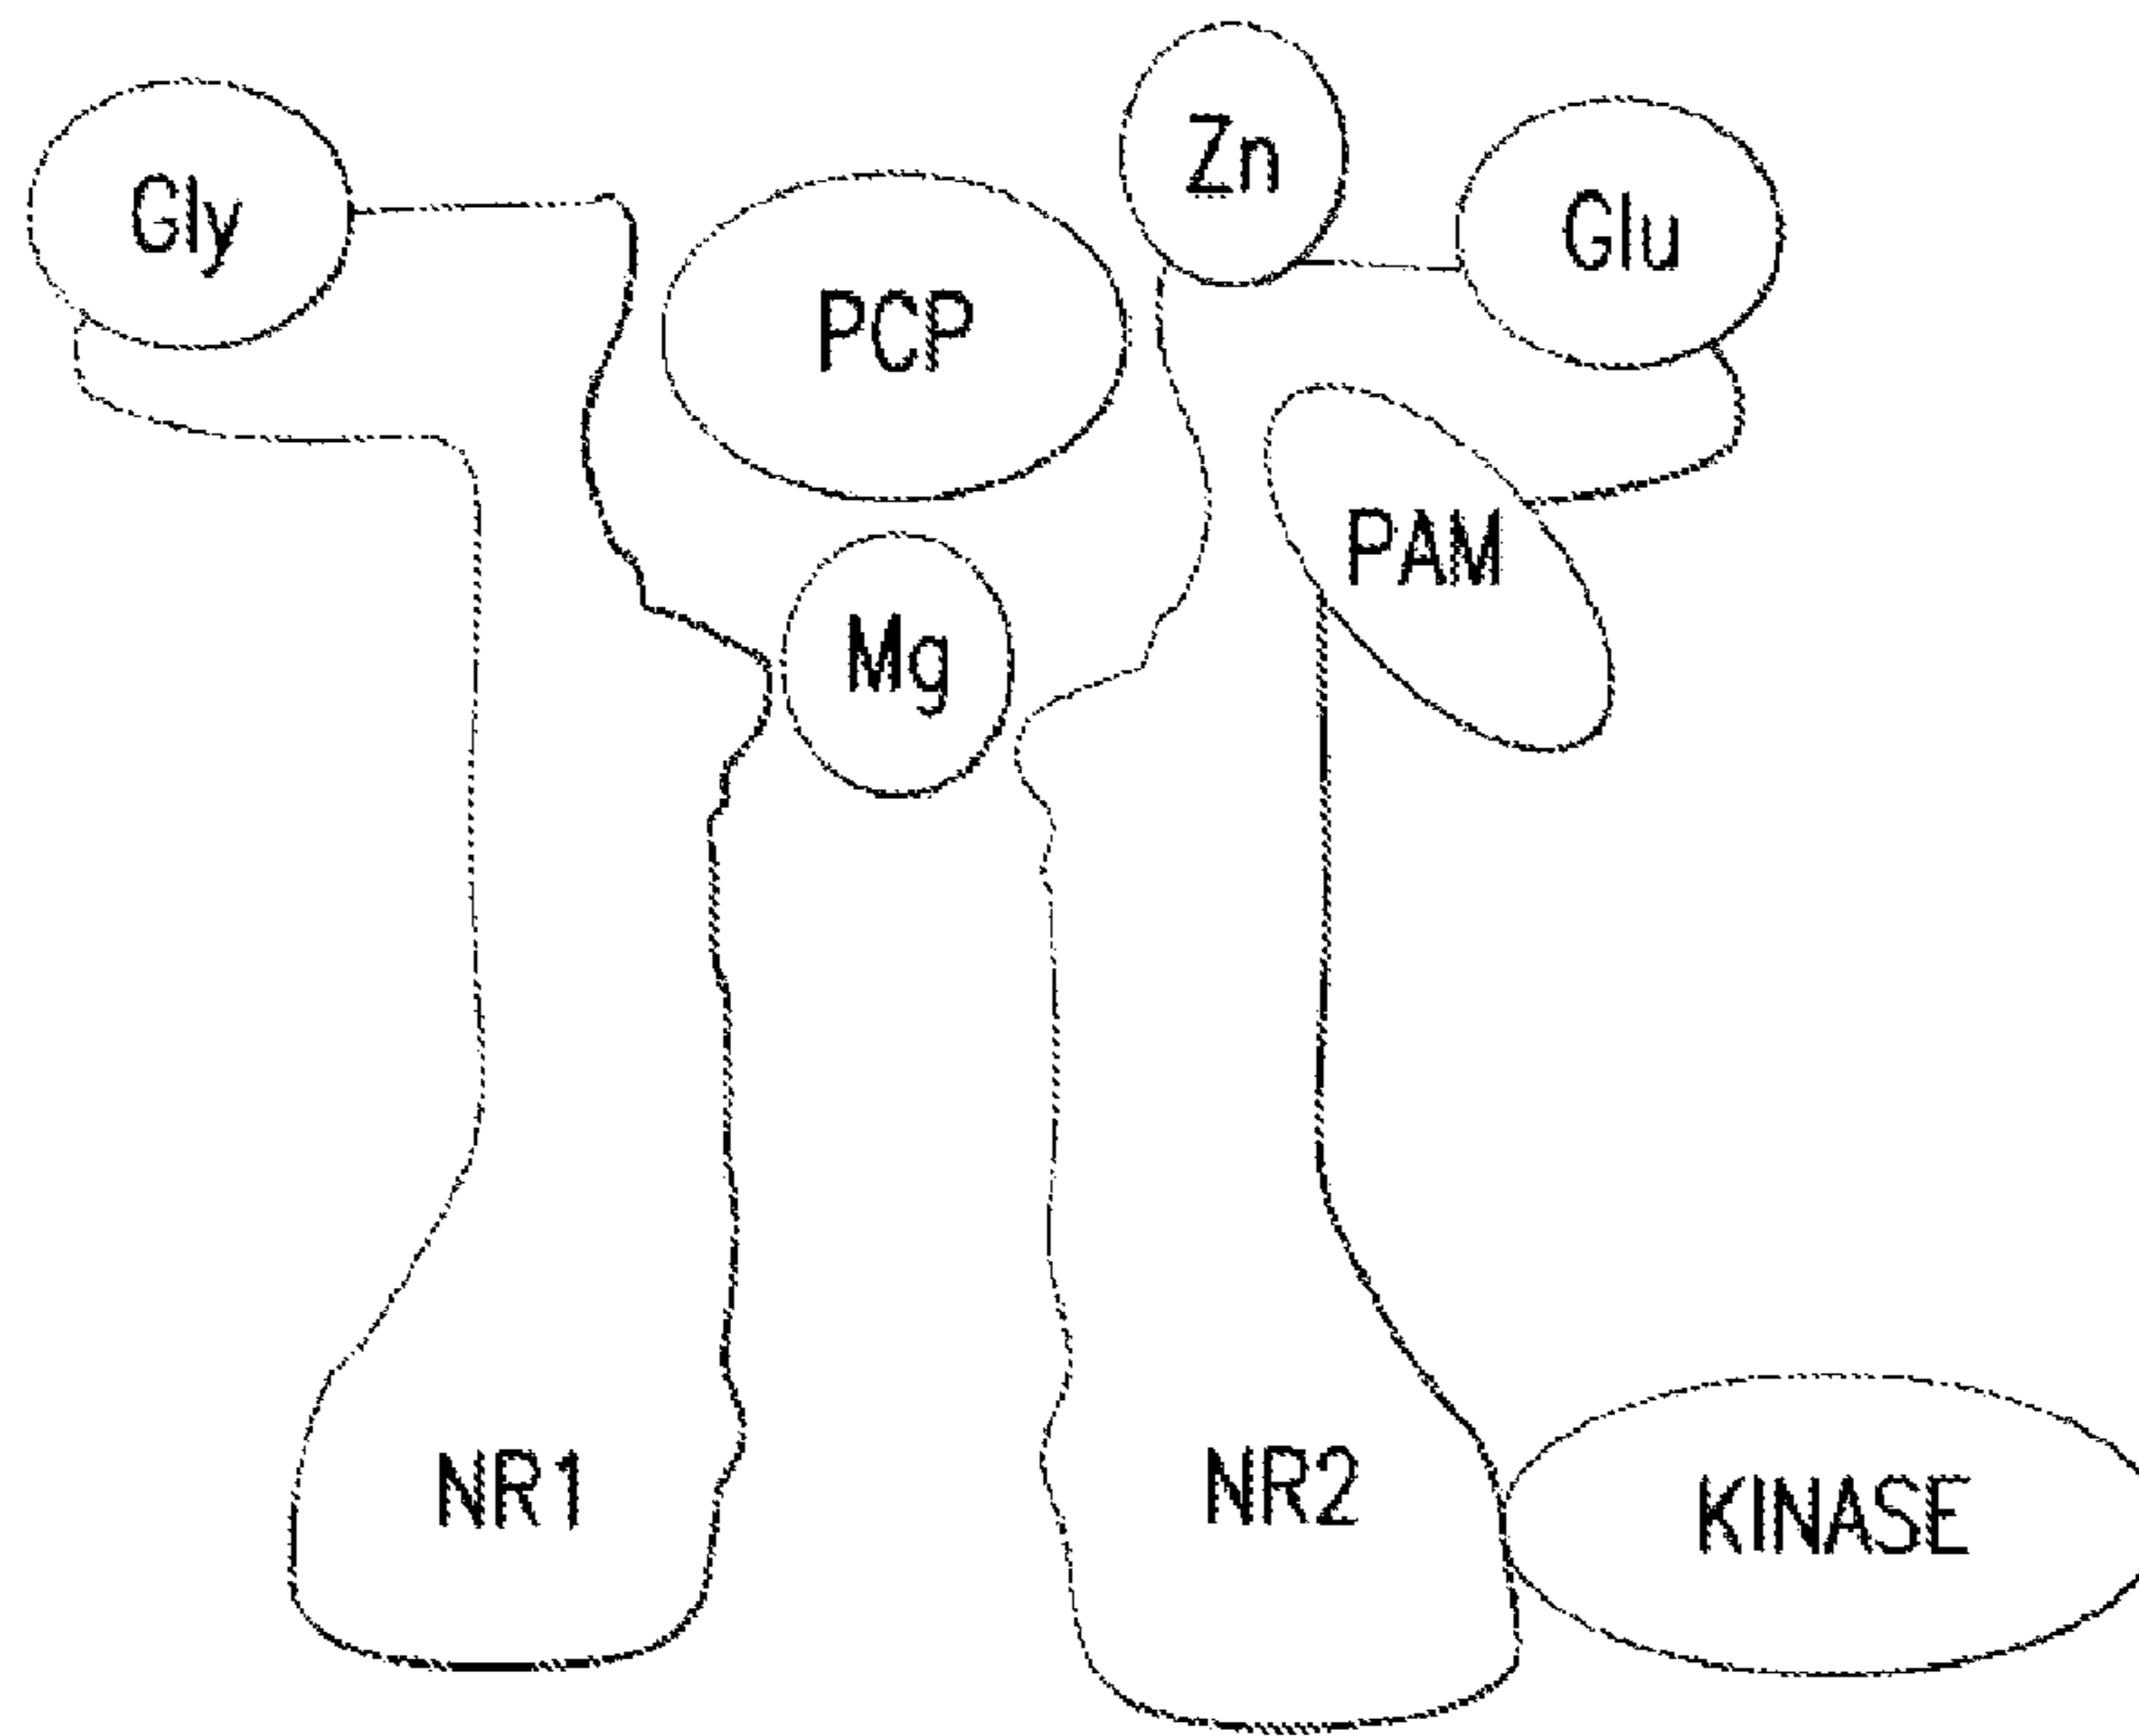 Zn
Gly
Glu
PCP
PAM
Mg
NR1
NR2
KINASE